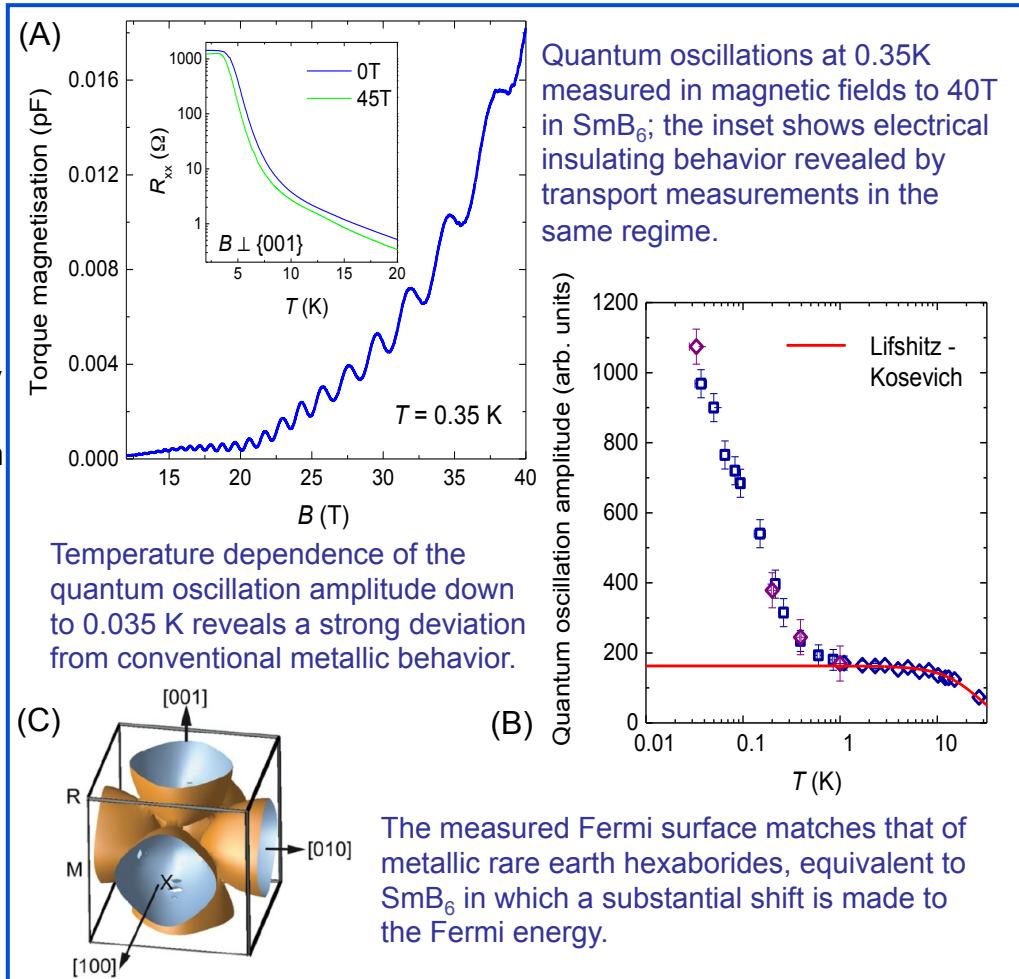 (A)
Torque magnetisation (pF)
0.016
0.012
0.008
0.004
0.000
15 20 25 30 35 40
B (T)
T = 0.35 K
Rxx (Ω)
1000
100
10
1
0T
45T
B ⊥ {001}
5 10 15 20
T (K)
Quantum oscillations at 0.35K
measured in magnetic fields to 40T
in SmB₆; the inset shows electrical
insulating behavior revealed by
transport measurements in the
same regime.
Temperature dependence of the
quantum oscillation amplitude down
to 0.035 K reveals a strong deviation
from conventional metallic behavior.
(B)
Quantum oscillation amplitude (arb. units)
1200
1000
800
600
400
200
0
Lifshitz -
Kosevich
0.01 0.1 1 10
T (K)
(C)
[001]
R
M
X
[010]
[100]
The measured Fermi surface matches that of
metallic rare earth hexaborides, equivalent to
SmB₆ in which a substantial shift is made to
the Fermi energy.